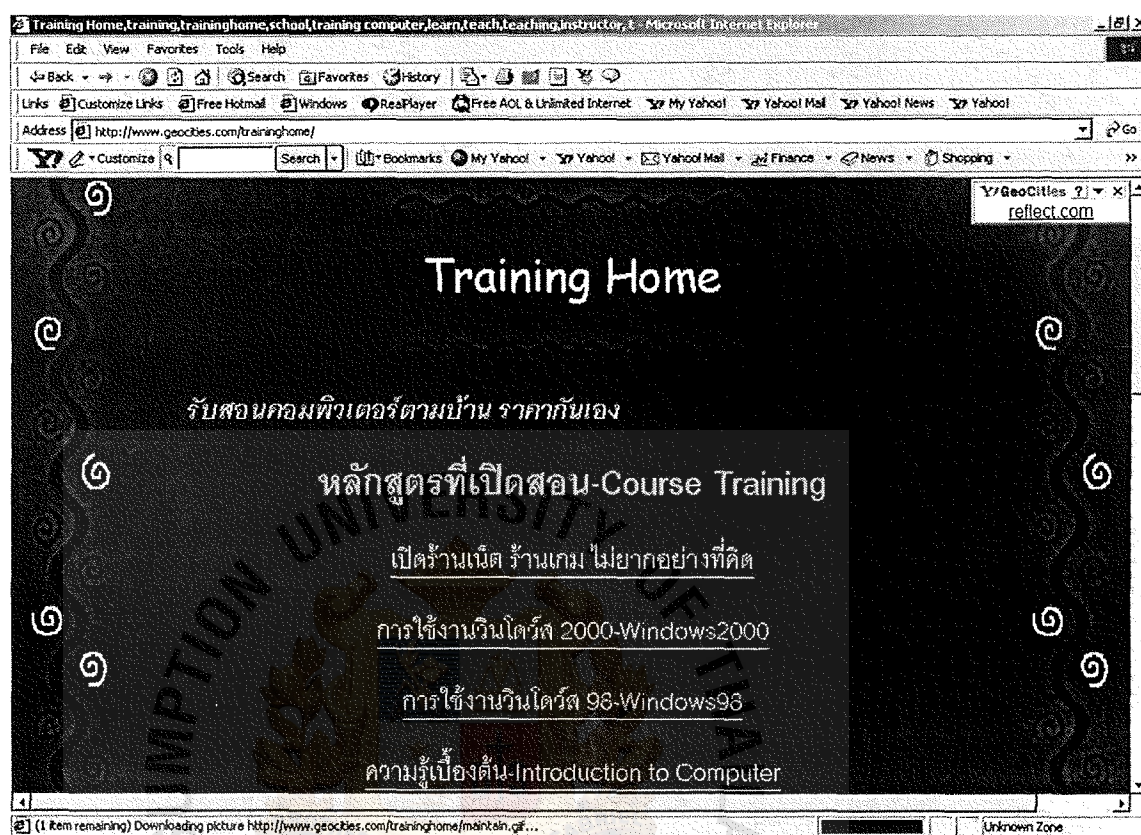 Training Home,training,traininghome,school,training computer,learn,teach,teaching,instructor,t - Microsoft Internet Explorer
File Edit View Favorites Tools Help
Back Search Favorites History
Links Customize Links Free Hotmail Windows RealPlayer Free AOL & Unlimited Internet My Yahoo! Yahoo! Mail Yahoo! News Yahoo!
Address http://www.geocities.com/traininghome/ Go
Y! Customize Search Bookmarks My Yahoo! Yahoo! Yahoo! Mail Finance News Shopping »
Y! GeoCities ? X
reflect.com
Training Home
รับสอนคอมพิวเตอร์ตามบ้าน ราคากันเอง
หลักสูตรที่เปิดสอน-Course Training
เปิดร้านเน็ต ร้านเกม ไม่ยากอย่างที่คิด
การใช้งานวินโดว์ส 2000-Windows2000
การใช้งานวินโดว์ส 98-Windows98
ความรู้เบื้องต้น-Introduction to Computer
UMPTION UNIVERSITY OF THA
(1 item remaining) Downloading picture http://www.geocities.com/traininghome/maintain.gif... Unknown Zone